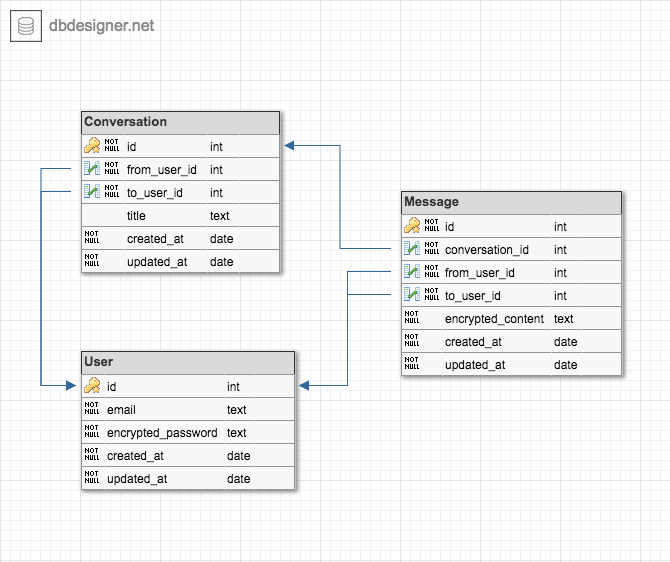 dbdesigner.net
Conversation
NOT NULL id int
NOT NULL from_user_id int
NOT NULL to_user_id int
title text
NOT NULL created_at date
NOT NULL updated_at date
Message
NOT NULL id int
NOT NULL conversation_id int
NOT NULL from_user_id int
NOT NULL to_user_id int
NOT NULL encrypted_content text
NOT NULL created_at date
NOT NULL updated_at date
User
NOT NULL id int
NOT NULL email text
NOT NULL encrypted_password text
NOT NULL created_at date
NOT NULL updated_at date